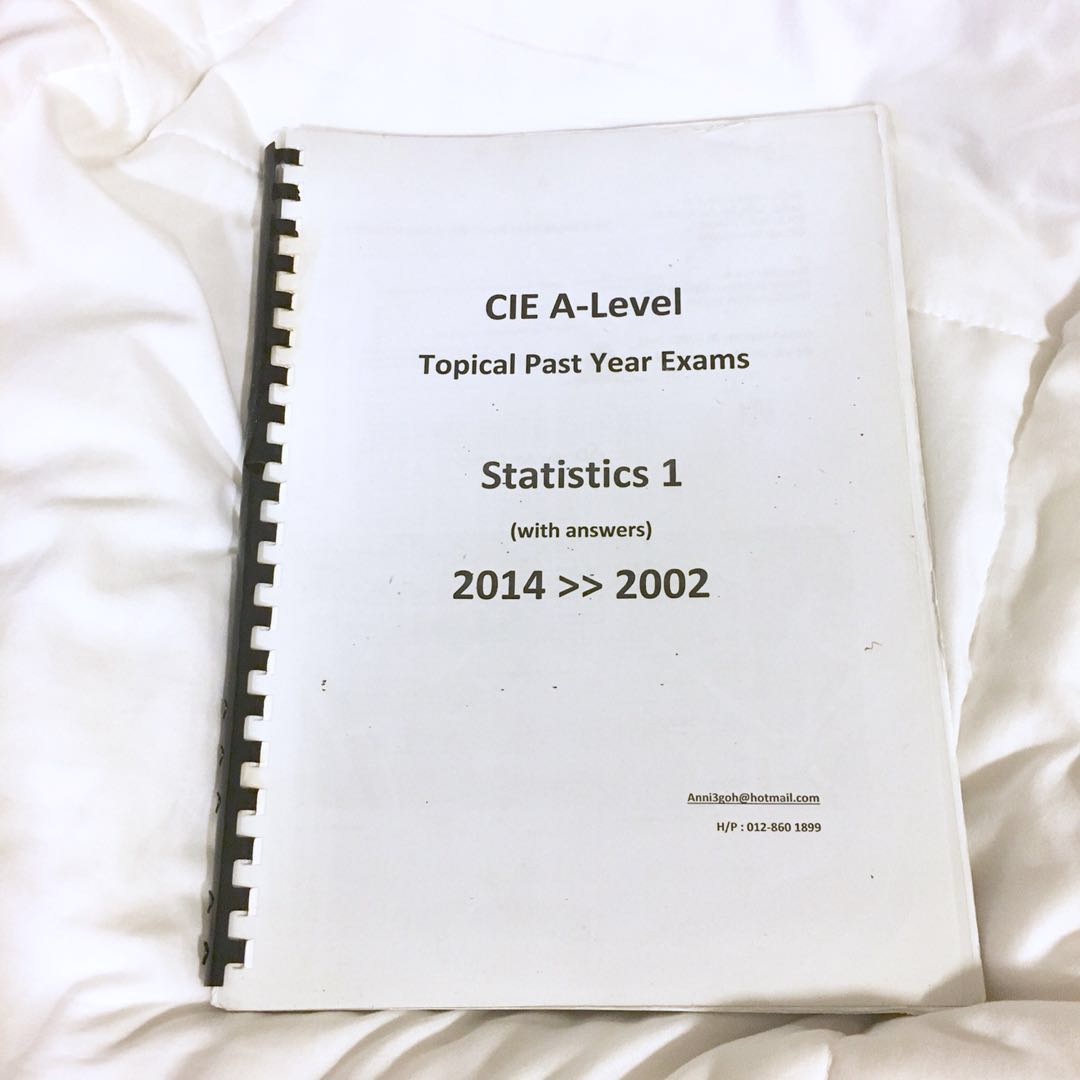 CIE A-Level
Topical Past Year Exams
Statistics 1
(with answers)
2014 >> 2002
Anni3goh@hotmail.com
H/P : 012-860 1899